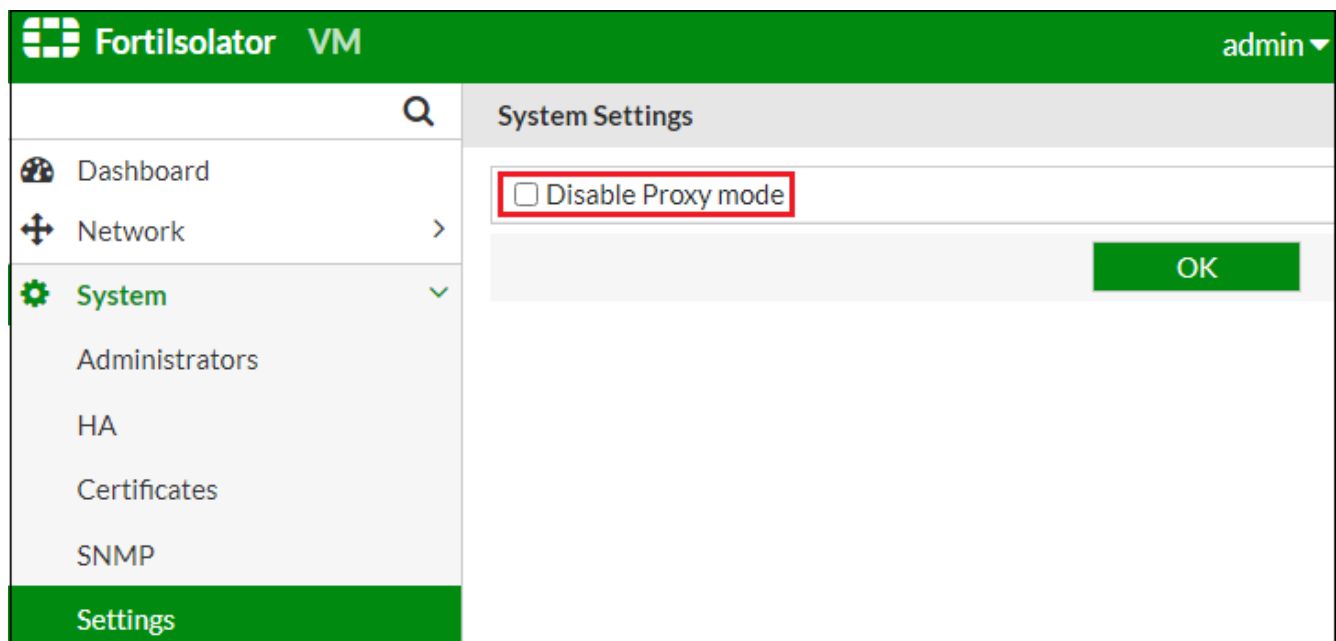 FortiIsolator VM
admin
System Settings
Dashboard
Disable Proxy mode
Network
OK
System
Administrators
HA
Certificates
SNMP
Settings